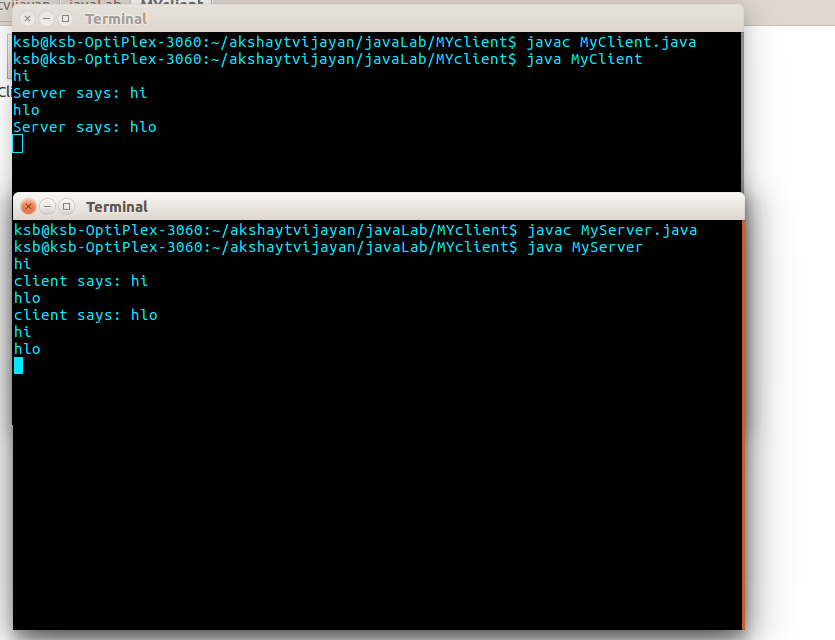 Terminal
ksb@ksb-OptiPlex-3060:~/akshaytvijayan/javaLab/MYclient$ javac MyClient.java
ksb@ksb-OptiPlex-3060:~/akshaytvijayan/javaLab/MYclient$ java MyClient
hi
Server says: hi
hlo
Server says: hlo
Terminal
ksb@ksb-OptiPlex-3060:~/akshaytvijayan/javaLab/MYclient$ javac MyServer.java
ksb@ksb-OptiPlex-3060:~/akshaytvijayan/javaLab/MYclient$ java MyServer
hi
client says: hi
hlo
client says: hlo
hi
hlo